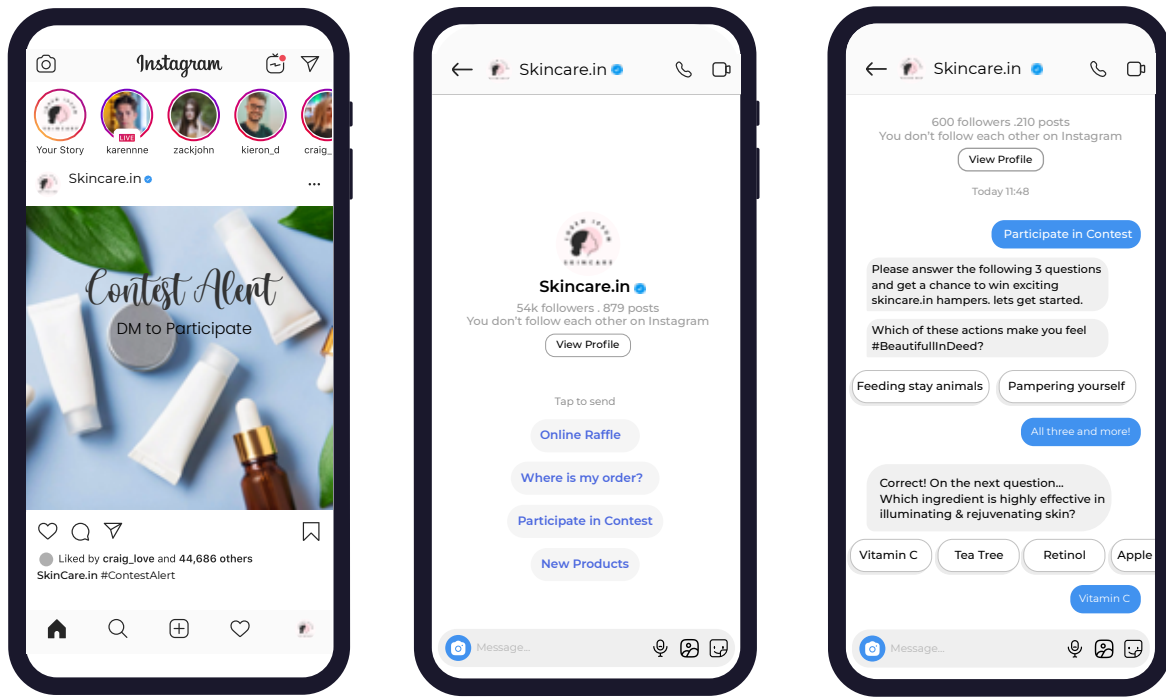 Instagram
LOREM IPSUM
SKINCARE
LIVE
Your Story
karennne
zackjohn
kieron_d
craig_
Skincare.in
...
Contest Alert
DM to Participate
Liked by craig_love and 44,686 others
SkinCare.in #ContestAlert
Skincare.in
LOREM IPSUM
SKINCARE
Skincare.in
54k followers . 879 posts
You don't follow each other on Instagram
View Profile
Tap to send
Online Raffle
Where is my order?
Participate in Contest
New Products
Message...
Skincare.in
600 followers .210 posts
You don't follow each other on Instagram
View Profile
Today 11:48
Participate in Contest
Please answer the following 3 questions
and get a chance to win exciting
skincare.in hampers. lets get started.
Which of these actions make you feel
#BeautifulInDeed?
Feeding stay animals
Pampering yourself
All three and more!
Correct! On the next question...
Which ingredient is highly effective in
illuminating & rejuvenating skin?
Vitamin C
Tea Tree
Retinol
Apple
Vitamin C
Message...